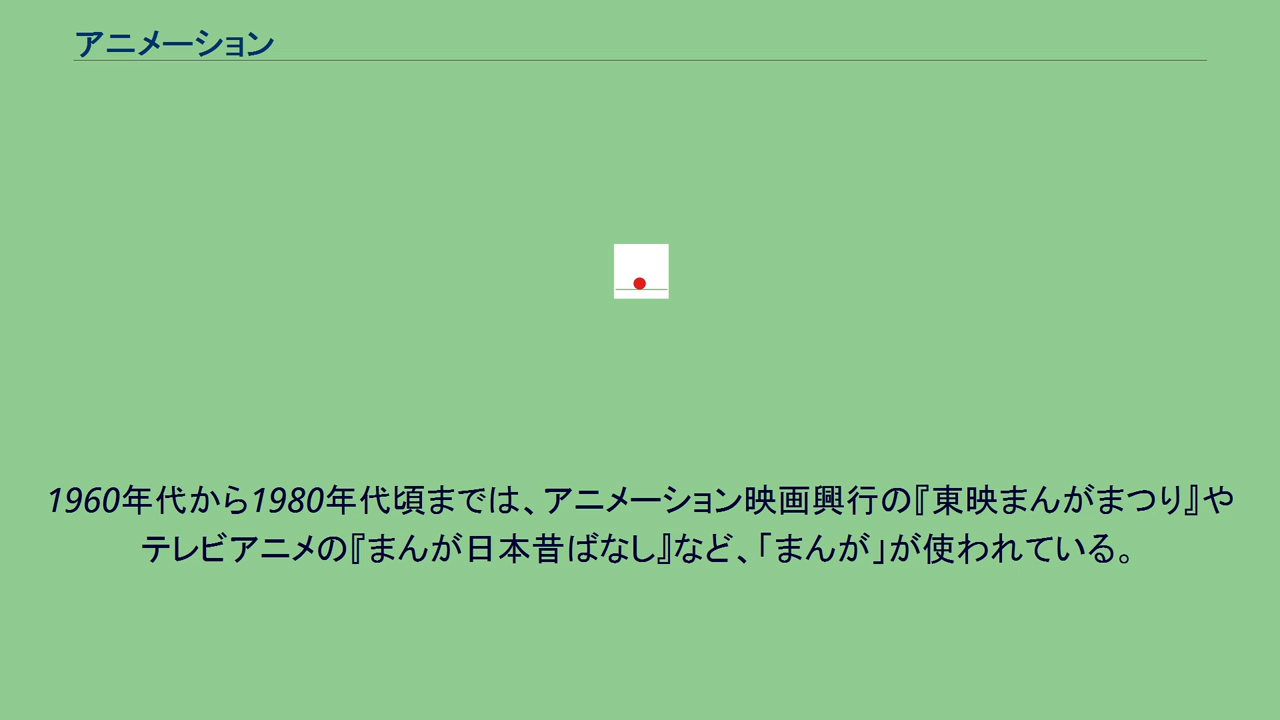 アニメーション
1960年代から1980年代頃までは、アニメーション映画興行の『東映まんがまつり』や
テレビアニメの『まんが日本昔ばなし』など、「まんが」が使われている。